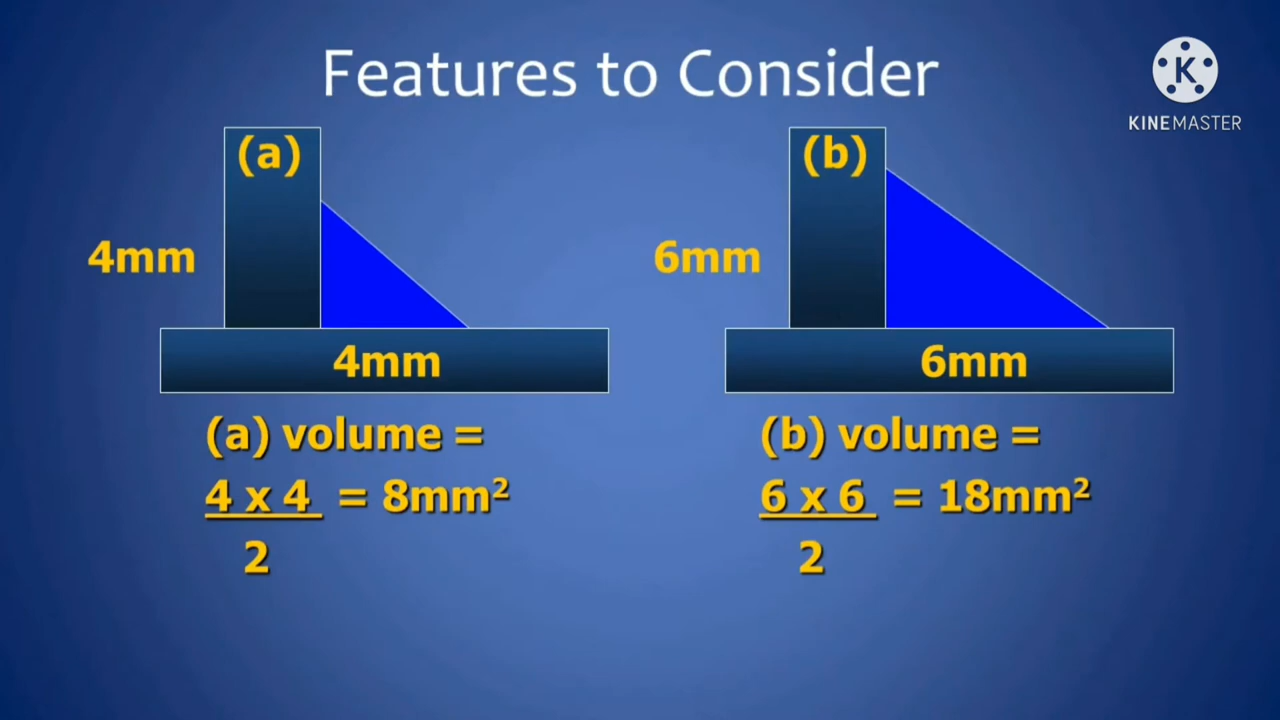 Features to Consider
K
KINEMASTER
(a)
(b)
4mm
6mm
4mm
6mm
(a) volume =
4 x 4 = 8mm²
2
(b) volume =
6 x 6 = 18mm²
2